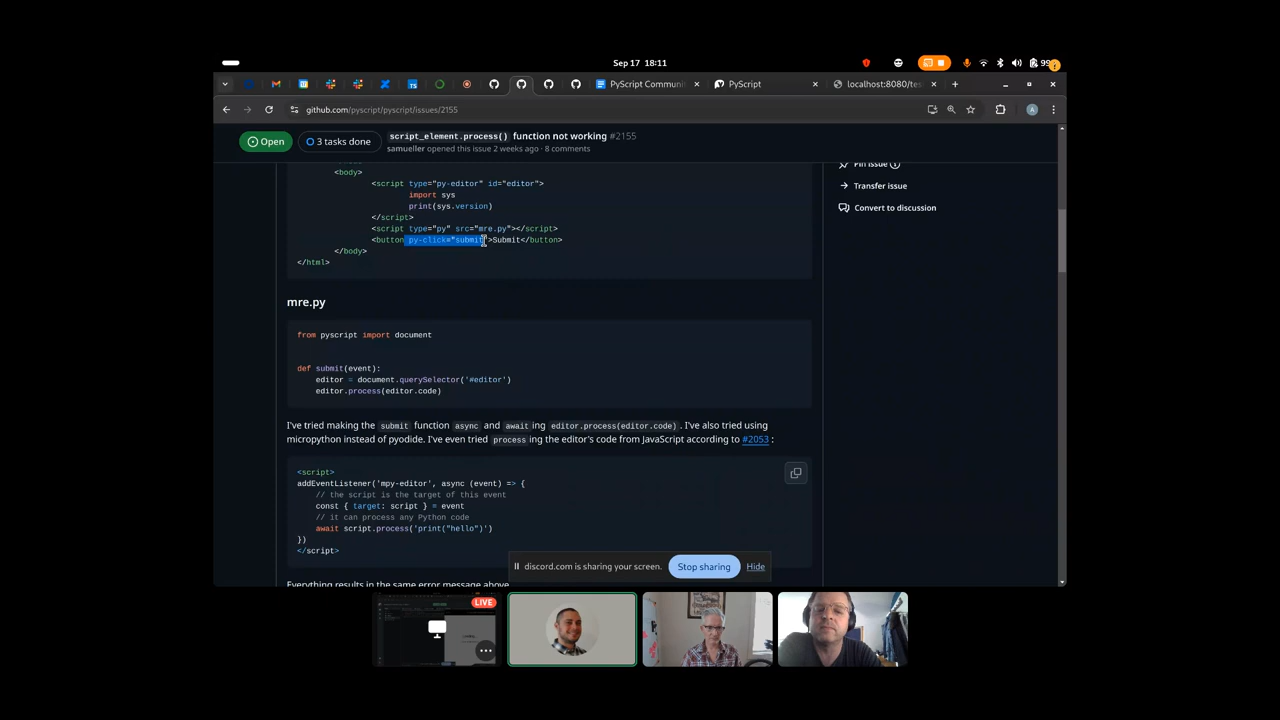 Sep 17 18:11
99
PyScript Communi
PyScript
localhost:8080/tes
github.com/pyscript/pyscript/issues/2155
A
Open
3 tasks done
script_element.process() function not working #2155
samueller opened this issue 2 weeks ago · 8 comments
Pin issue
Transfer issue
Convert to discussion
<body>
<script type="py-editor" id="editor">
import sys
print(sys.version)
</script>
<script type="py" src="mre.py"></script>
<button py-click="submit">Submit</button>
</body>
</html>
mre.py
from pyscript import document
def submit(event):
editor = document.querySelector('#editor')
editor.process(editor.code)
I've tried making the submit function async and await ing editor.process(editor.code). I've also tried using
micropython instead of pyodide. I've even tried process ing the editor's code from JavaScript according to #2053 :
<script>
addEventListener('mpy-editor', async (event) => {
// the script is the target of this event
const { target: script } = event
// it can process any Python code
await script.process('print("hello")')
})
</script>
Everything results in the same error message above
discord.com is sharing your screen.
Stop sharing
Hide
LIVE